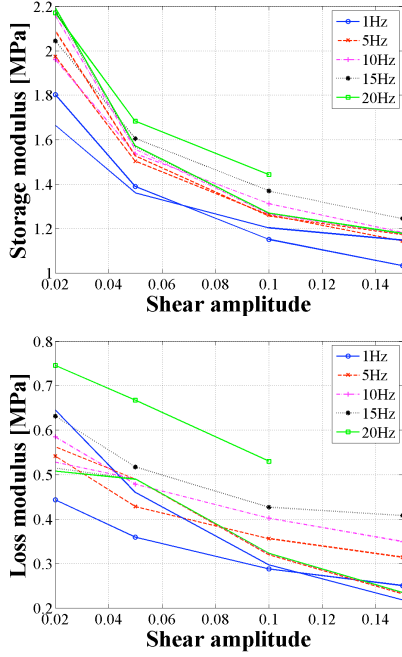 2.2
2
1.8
1.6
1.4
1.2
1
Storage modulus [MPa]
1Hz
5Hz
10Hz
15Hz
20Hz
0.02 0.04 0.06 0.08 0.1 0.12 0.14
Shear amplitude
0.8
0.7
0.6
0.5
0.4
0.3
0.2
Loss modulus [MPa]
1Hz
5Hz
10Hz
15Hz
20Hz
0.02 0.04 0.06 0.08 0.1 0.12 0.14
Shear amplitude